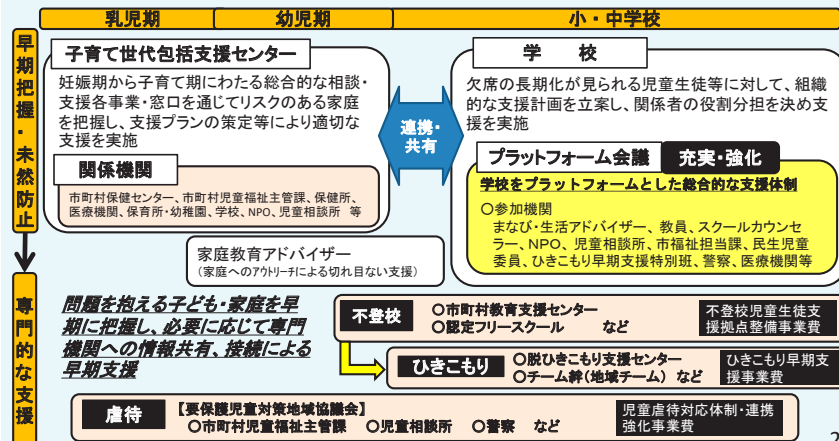 乳児期
幼児期
小・中学校
早期把握・未然防止
子育て世代包括支援センター
妊娠期から子育て期にわたる総合的な相談・
支援各事業・窓口を通じてリスクのある家庭
を把握し、支援プランの策定等により適切な
支援を実施
関係機関
市町村保健センター、市町村児童福祉主管課、保健所、
医療機関、保育所・幼稚園、学校、NPO、児童相談所 等
連携・
共有
学 校
欠席の長期化が見られる児童生徒等に対して、組織
的な支援計画を立案し、関係者の役割分担を決め支
援を実施
プラットフォーム会議
充実・強化
学校をプラットフォームとした総合的な支援体制
○参加機関
まなび・生活アドバイザー、教員、スクールカウンセ
ラー、NPO、児童相談所、市福祉担当課、民生児童
委員、ひきこもり早期支援特別班、警察、医療機関等
家庭教育アドバイザー
(家庭へのアウトリーチによる切れ目ない支援)
専門的な支援
問題を抱える子ども・家庭を早
期に把握し、必要に応じて専門
機関への情報共有、接続による
早期支援
不登校
○市町村教育支援センター
○認定フリースクール など
不登校児童生徒支
援拠点整備事業費
ひきこもり
○脱ひきこもり支援センター
○チーム絆(地域チーム) など
ひきこもり早期支
援事業費
虐待
【要保護児童対策地域協議会】
○市町村児童福祉主管課 ○児童相談所 ○警察 など
児童虐待対応体制・連携
強化事業費